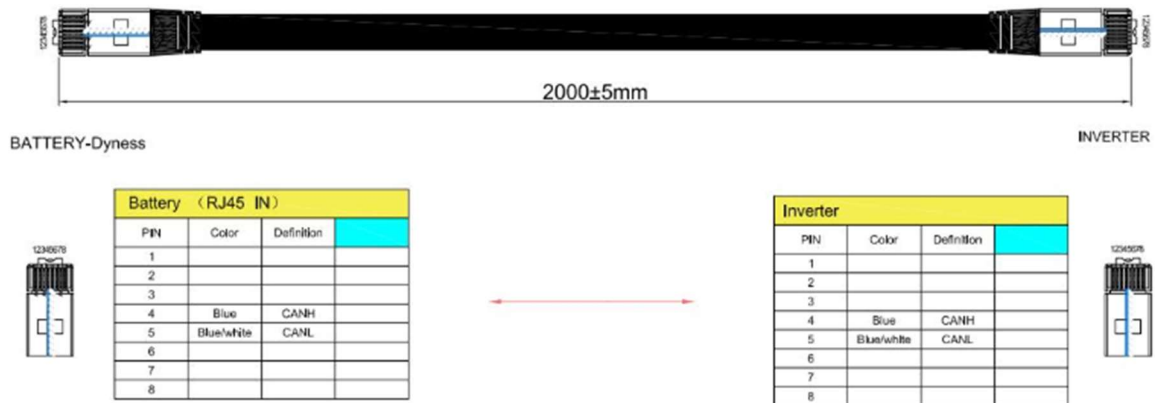 12345678
12345678
2000±5mm
BATTERY-Dyness
INVERTER
Battery （RJ45 IN）
PIN Color Definition
1
2
3
4 Blue CANH
5 Blue/white CANL
6
7
8
12345678
Inverter
PIN Color Definition
1
2
3
4 Blue CANH
5 Blue/white CANL
6
7
8
12345678